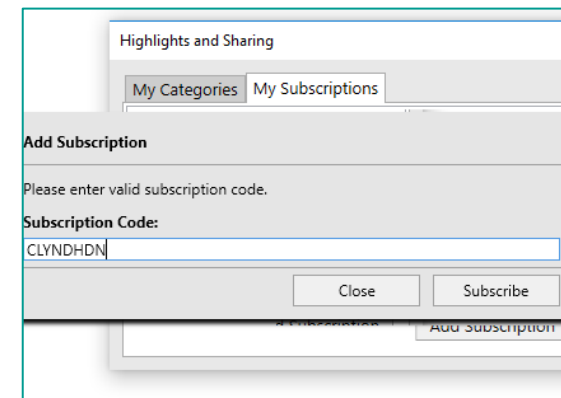 Highlights and Sharing
My Categories My Subscriptions
Add Subscription
Please enter valid subscription code.
Subscription Code:
CLYNDHDN
Close Subscribe
d Subscription Add Subscription